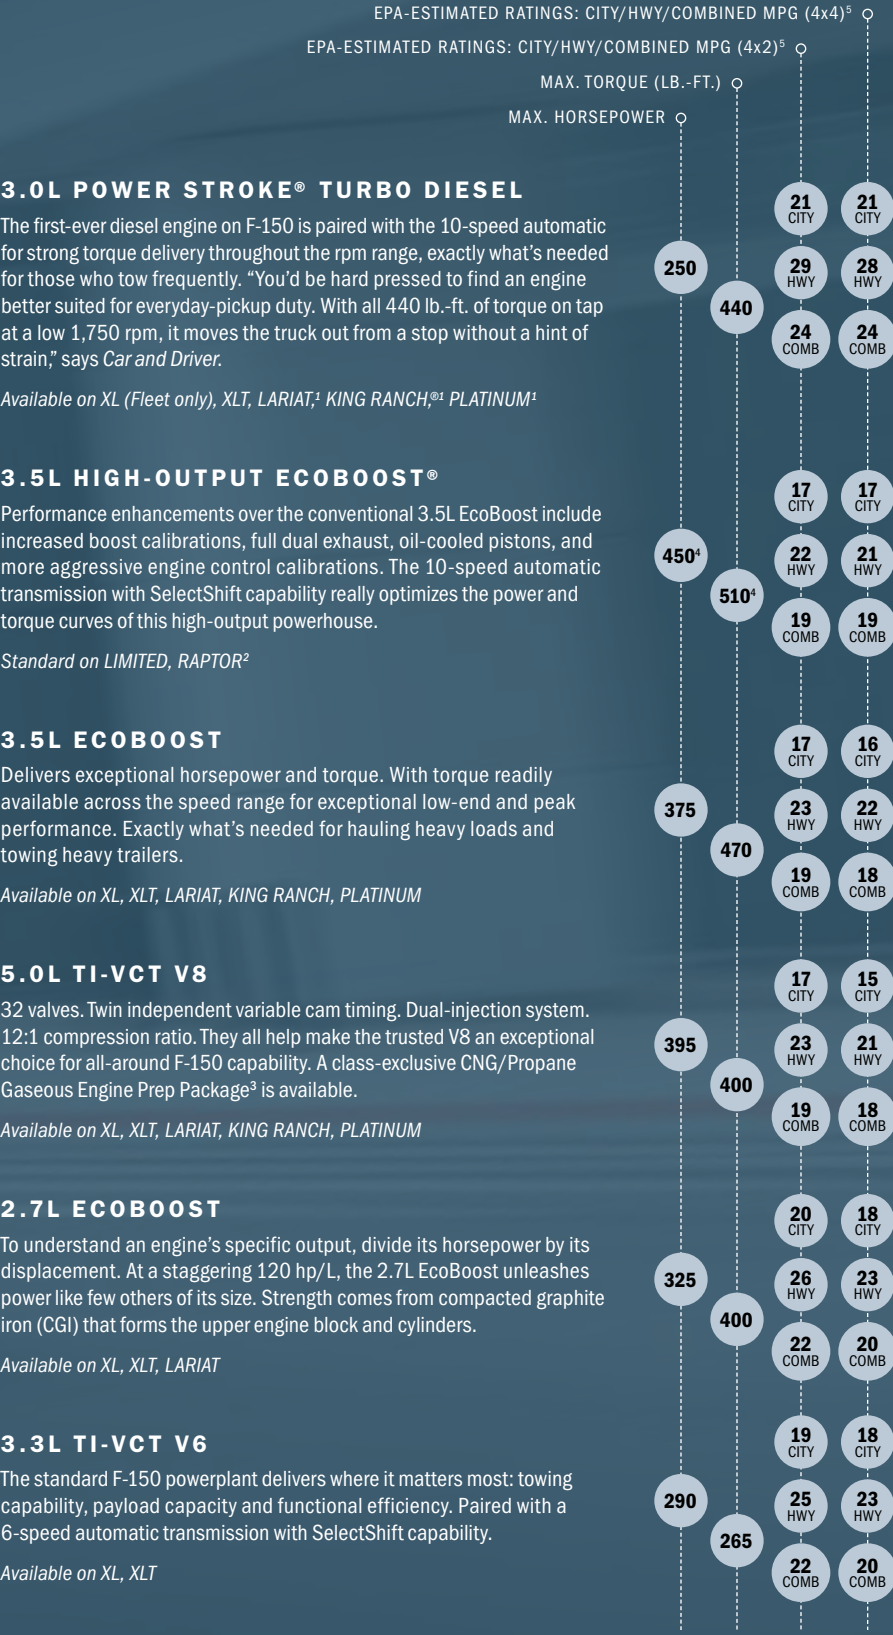 EPA-ESTIMATED RATINGS: CITY/HWY/COMBINED MPG (4x4)⁵
EPA-ESTIMATED RATINGS: CITY/HWY/COMBINED MPG (4x2)⁵
MAX. TORQUE (LB.-FT.)
MAX. HORSEPOWER
3.0L POWER STROKE® TURBO DIESEL
The first-ever diesel engine on F-150 is paired with the 10-speed automatic
for strong torque delivery throughout the rpm range, exactly what's needed
for those who tow frequently. “You'd be hard pressed to find an engine
better suited for everyday-pickup duty. With all 440 lb.-ft. of torque on tap
at a low 1,750 rpm, it moves the truck out from a stop without a hint of
strain,” says Car and Driver.
Available on XL (Fleet only), XLT, LARIAT,¹ KING RANCH,®¹ PLATINUM¹
250
440
21 CITY
21 CITY
29 HWY
28 HWY
24 COMB
24 COMB
3.5L HIGH-OUTPUT ECOBOOST®
Performance enhancements over the conventional 3.5L EcoBoost include
increased boost calibrations, full dual exhaust, oil-cooled pistons, and
more aggressive engine control calibrations. The 10-speed automatic
transmission with SelectShift capability really optimizes the power and
torque curves of this high-output powerhouse.
Standard on LIMITED, RAPTOR²
450⁴
510⁴
17 CITY
17 CITY
22 HWY
21 HWY
19 COMB
19 COMB
3.5L ECOBOOST
Delivers exceptional horsepower and torque. With torque readily
available across the speed range for exceptional low-end and peak
performance. Exactly what's needed for hauling heavy loads and
towing heavy trailers.
Available on XL, XLT, LARIAT, KING RANCH, PLATINUM
375
470
17 CITY
16 CITY
23 HWY
22 HWY
19 COMB
18 COMB
5.0L TI-VCT V8
32 valves. Twin independent variable cam timing. Dual-injection system.
12:1 compression ratio. They all help make the trusted V8 an exceptional
choice for all-around F-150 capability. A class-exclusive CNG/Propane
Gaseous Engine Prep Package³ is available.
Available on XL, XLT, LARIAT, KING RANCH, PLATINUM
395
400
17 CITY
15 CITY
23 HWY
21 HWY
19 COMB
18 COMB
2.7L ECOBOOST
To understand an engine's specific output, divide its horsepower by its
displacement. At a staggering 120 hp/L, the 2.7L EcoBoost unleashes
power like few others of its size. Strength comes from compacted graphite
iron (CGI) that forms the upper engine block and cylinders.
Available on XL, XLT, LARIAT
325
400
20 CITY
18 CITY
26 HWY
23 HWY
22 COMB
20 COMB
3.3L TI-VCT V6
The standard F-150 powerplant delivers where it matters most: towing
capability, payload capacity and functional efficiency. Paired with a
6-speed automatic transmission with SelectShift capability.
Available on XL, XLT
290
265
19 CITY
18 CITY
25 HWY
23 HWY
22 COMB
20 COMB